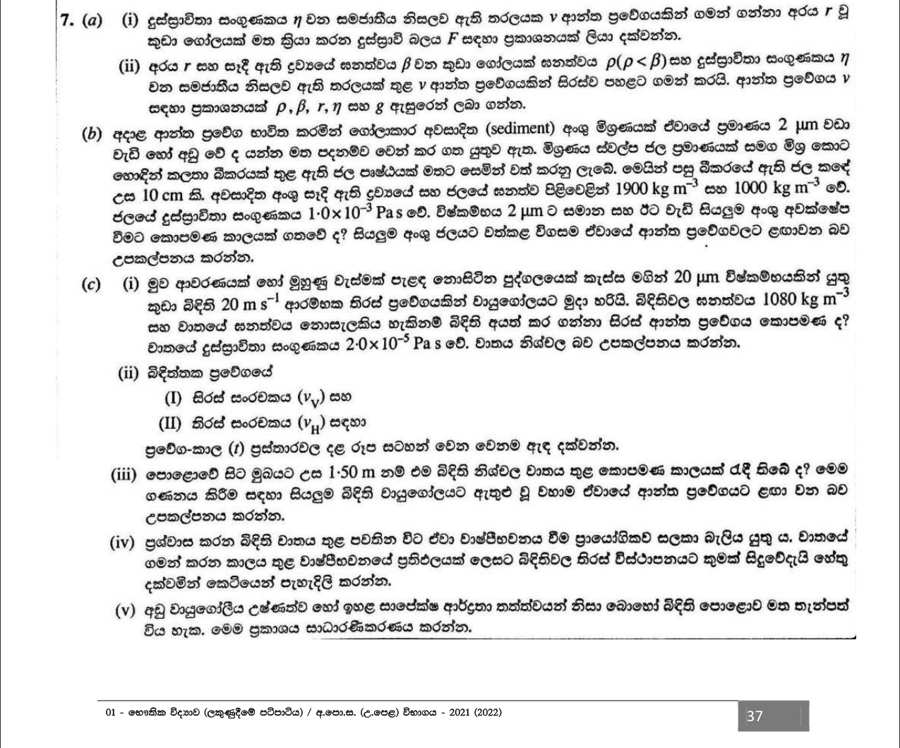 7. (a) (i) දුස්ස්‍රාවිතා සංගුණකය η වන සමජාතීය නිසලව ඇති තරලයක v ආන්ත ප්‍රවේගයකින් ගමන් ගන්නා අරය r වූ
කුඩා ගෝලයක් මත ක්‍රියා කරන දුස්ස්‍රාවී බලය F සඳහා ප්‍රකාශනයක් ලියා දක්වන්න.
(ii) අරය r සහ සෑදී ඇති ද්‍රව්‍යයේ ඝනත්වය β වන කුඩා ගෝලයක් ඝනත්වය ρ(ρ < β) සහ දුස්ස්‍රාවිතා සංගුණකය η
වන සමජාතීය නිසලව ඇති තරලයක් තුළ v ආන්ත ප්‍රවේගයෙන් සිරස්ව පහළට ගමන් කරයි. ආන්ත ප්‍රවේගය v
සඳහා ප්‍රකාශනයක් ρ, β, r, η සහ g ඇසුරෙන් ලබා ගන්න.
(b) අදාළ ආන්ත ප්‍රවේග භාවිත කරමින් ගෝලාකාර අවසාදිත (sediment) අංශු මිශ්‍රණයක් ඒවායේ ප්‍රමාණය 2 μm වඩා
වැඩි හෝ අඩු වේ ද යන්න මත පදනම්ව වෙන් කර ගත යුතුව ඇත. මිශ්‍රණය ස්වල්ප ජල ප්‍රමාණයක් සමග මිශ්‍ර කොට
හොඳින් කලතා බීකරයක් තුළ ඇති ජල පෘෂ්ඨයක් මතට සෙමින් වත් කරනු ලැබේ. මෙයින් පසු බීකරයේ ඇති ජල කඳේ
උස 10 cm කි. අවසාදිත අංශු සෑදී ඇති ද්‍රව්‍යයේ සහ ජලයේ ඝනත්ව පිළිවෙළින් 1900 kg m⁻³ සහ 1000 kg m⁻³ වේ.
ජලයේ දුස්ස්‍රාවිතා සංගුණකය 1·0×10⁻³ Pa s වේ. විෂ්කම්භය 2 μm ට සමාන සහ ඊට වැඩි සියලුම අංශු අවක්ෂේප
වීමට කොපමණ කාලයක් ගතවේ ද? සියලුම අංශු ජලයට වත්කළ විගසම ඒවායේ ආන්ත ප්‍රවේගවලට ළඟාවන බව
උපකල්පනය කරන්න.
(c) (i) මුව ආවරණයක් හෝ මුහුණු වැස්මක් පැළඳ නොසිටින පුද්ගලයෙක් කැස්ස මගින් 20 μm විෂ්කම්භයකින් යුතු
කුඩා බිඳිති 20 m s⁻¹ ආරම්භක තිරස් ප්‍රවේගයකින් වායුගෝලයට මුදා හරියි. බිඳිතිවල ඝනත්වය 1080 kg m⁻³
සහ වාතයේ ඝනත්වය නොසැලකිය හැකිනම් බිඳිති අයත් කර ගන්නා සිරස් ආන්ත ප්‍රවේගය කොපමණ ද?
වාතයේ දුස්ස්‍රාවිතා සංගුණකය 2·0×10⁻⁵ Pa s වේ. වාතය නිශ්චල බව උපකල්පනය කරන්න.
(ii) බිඳිත්තක ප්‍රවේගයේ
(I) සිරස් සංරචකය (v_V) සහ
(II) තිරස් සංරචකය (v_H) සඳහා
ප්‍රවේග-කාල (t) ප්‍රස්තාරවල දළ රූප සටහන් වෙන වෙනම ඇඳ දක්වන්න.
(iii) පොළොවේ සිට මුඛයට උස 1·50 m නම් එම බිඳිති නිශ්චල වාතය තුළ කොපමණ කාලයක් රැඳී තිබේ ද? මෙම
ගණනය කිරීම සඳහා සියලුම බිඳිති වායුගෝලයට ඇතුළු වූ වහාම ඒවායේ ආන්ත ප්‍රවේගයට ළඟා වන බව
උපකල්පනය කරන්න.
(iv) ප්‍රශ්වාස කරන බිඳිති වාතය තුළ පවතින විට ඒවා වාෂ්පීභවනය වීම ප්‍රායෝගිකව සලකා බැලිය යුතු ය. වාතයේ
ගමන් කරන කාලය තුළ වාෂ්පීභවනයේ ප්‍රතිඵලයක් ලෙසට බිඳිතිවල තිරස් විස්ථාපනයට කුමක් සිදුවේදැයි හේතු
දක්වමින් කෙටියෙන් පැහැදිලි කරන්න.
(v) අඩු වායුගෝලීය උෂ්ණත්ව හෝ ඉහළ සාපේක්ෂ ආර්ද්‍රතා තත්ත්වයන් නිසා බොහෝ බිඳිති පොළොව මත තැන්පත්
විය හැක. මෙම ප්‍රකාශය සාධාරණීකරණය කරන්න.
01 - භෞතික විද්‍යාව (ලකුණුදීමේ පටිපාටිය) / අ.පො.ස. (උ.පෙළ) විභාගය - 2021 (2022)
37